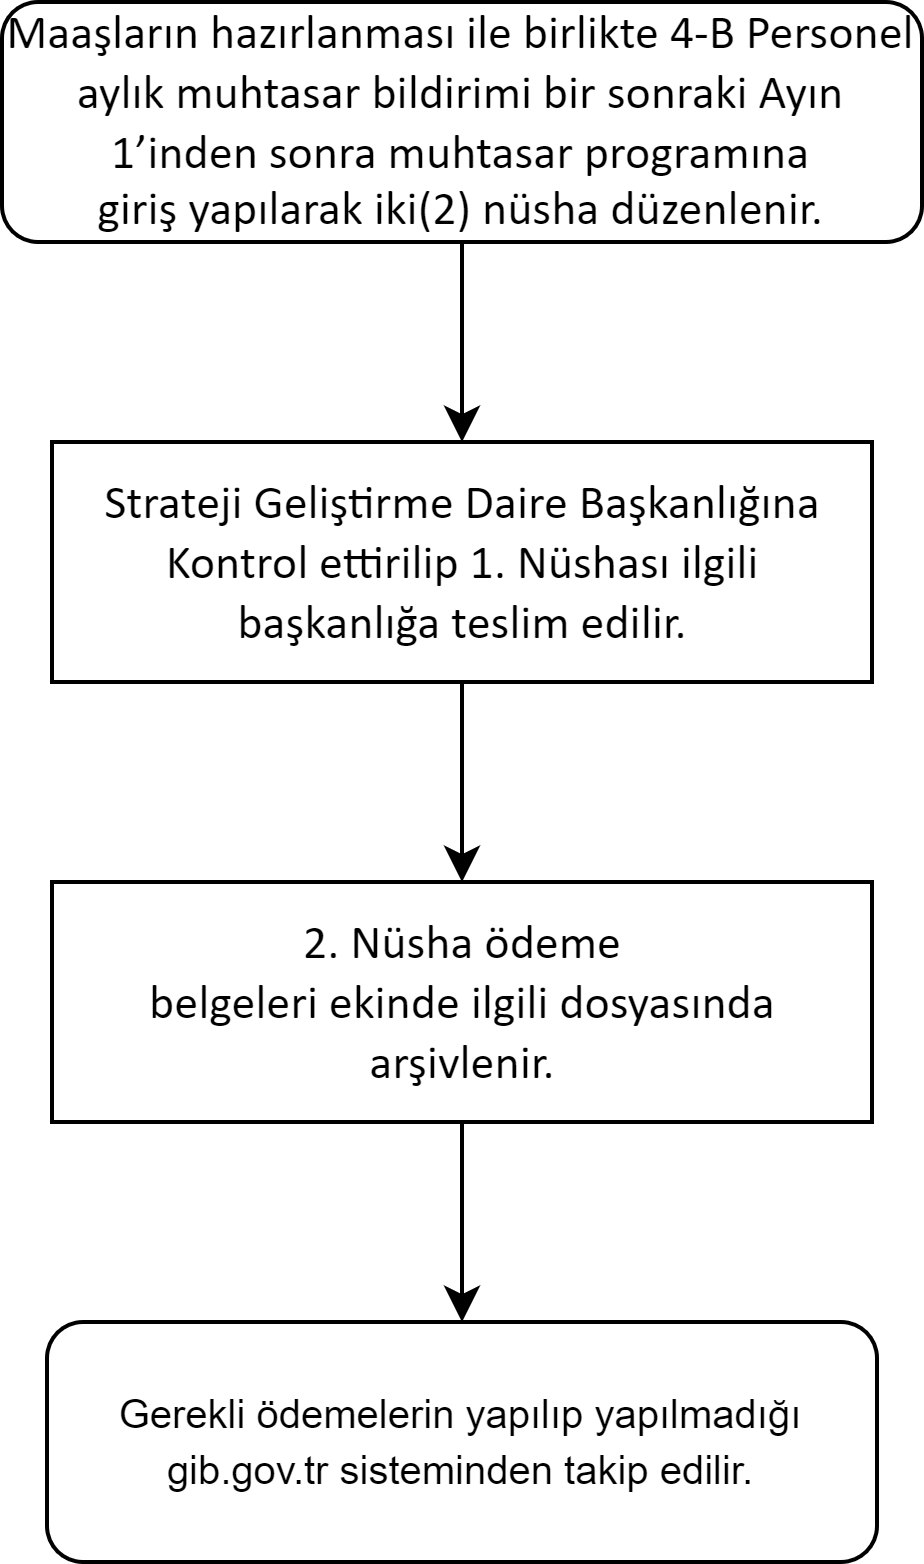 Maaşların hazırlanması ile birlikte 4-B Personel
aylık muhtasar bildirimi bir sonraki Ayın
1’inden sonra muhtasar programına
giriş yapılarak iki(2) nüsha düzenlenir.
Strateji Geliştirme Daire Başkanlığına
Kontrol ettirilip 1. Nüshası ilgili
başkanlığa teslim edilir.
2. Nüsha ödeme
belgeleri ekinde ilgili dosyasında
arşivlenir.
Gerekli ödemelerin yapılıp yapılmadığı
gib.gov.tr sisteminden takip edilir.